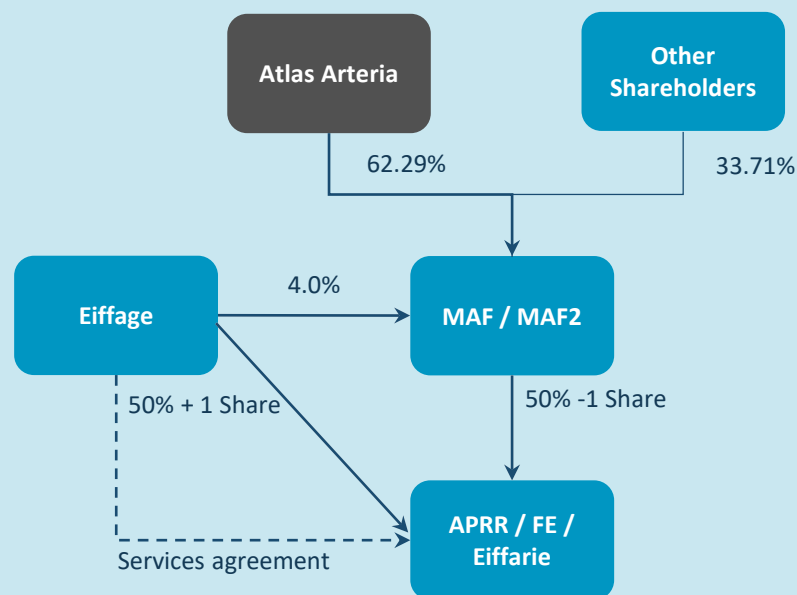 Atlas Arteria
Other
Shareholders
62.29%
33.71%
Eiffage
4.0%
MAF / MAF2
50% + 1 Share
50% -1 Share
APRR / FE /
Eiffarie
Services agreement